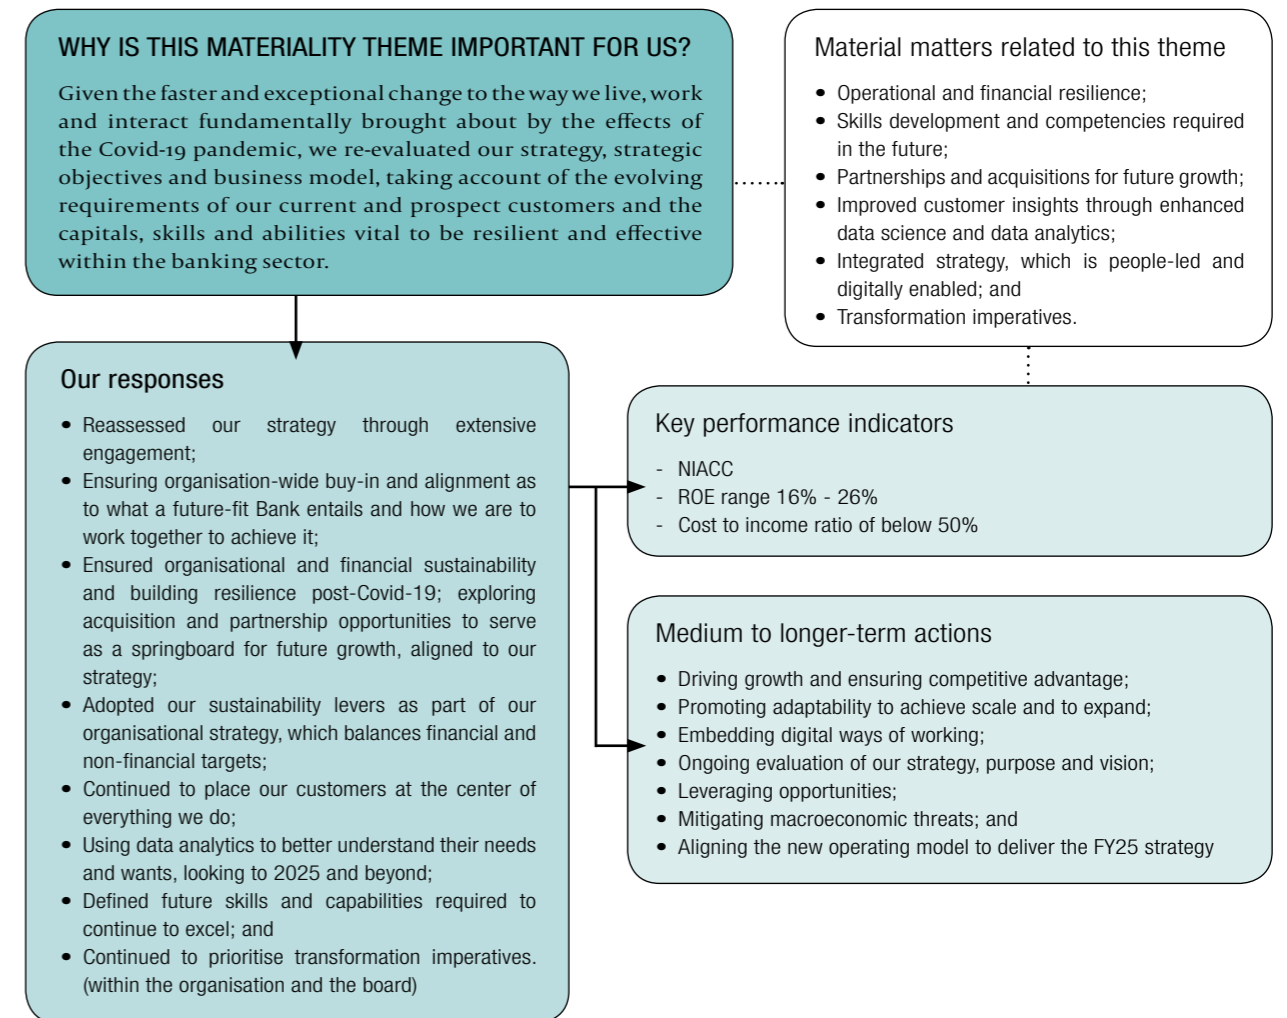 WHY IS THIS MATERIALITY THEME IMPORTANT FOR US?
Given the faster and exceptional change to the way we live, work
and interact fundamentally brought about by the effects of
the Covid-19 pandemic, we re-evaluated our strategy, strategic
objectives and business model, taking account of the evolving
requirements of our current and prospect customers and the
capitals, skills and abilities vital to be resilient and effective
within the banking sector.
Material matters related to this theme
• Operational and financial resilience;
• Skills development and competencies required
in the future;
• Partnerships and acquisitions for future growth;
• Improved customer insights through enhanced
data science and data analytics;
• Integrated strategy, which is people-led and
digitally enabled; and
• Transformation imperatives.
Our responses
• Reassessed our strategy through extensive
engagement;
• Ensuring organisation-wide buy-in and alignment as
to what a future-fit Bank entails and how we are to
work together to achieve it;
• Ensured organisational and financial sustainability
and building resilience post-Covid-19; exploring
acquisition and partnership opportunities to serve
as a springboard for future growth, aligned to our
strategy;
• Adopted our sustainability levers as part of our
organisational strategy, which balances financial and
non-financial targets;
• Continued to place our customers at the center of
everything we do;
• Using data analytics to better understand their needs
and wants, looking to 2025 and beyond;
• Defined future skills and capabilities required to
continue to excel; and
• Continued to prioritise transformation imperatives.
(within the organisation and the board)
Key performance indicators
- NIACC
- ROE range 16% - 26%
- Cost to income ratio of below 50%
Medium to longer-term actions
• Driving growth and ensuring competitive advantage;
• Promoting adaptability to achieve scale and to expand;
• Embedding digital ways of working;
• Ongoing evaluation of our strategy, purpose and vision;
• Leveraging opportunities;
• Mitigating macroeconomic threats; and
• Aligning the new operating model to deliver the FY25 strategy